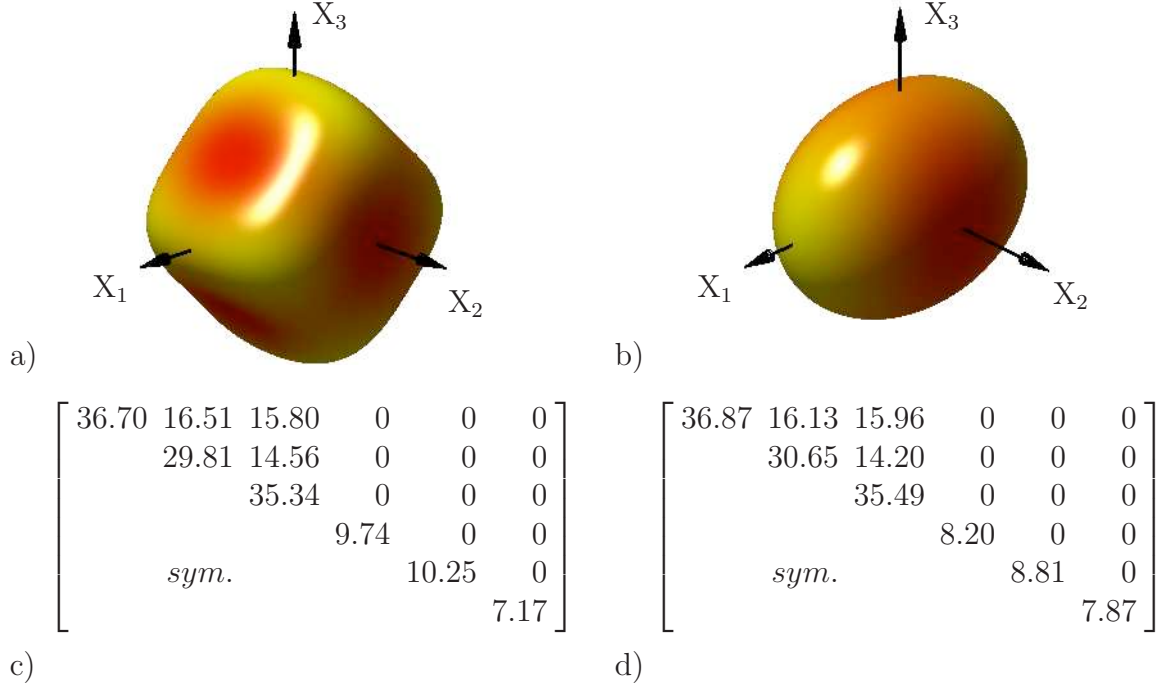 X₃
X₃
X₁
X₂
X₁
X₂
a)
b)
36.70 16.51 15.80 0 0 0
29.81 14.56 0 0 0
35.34 0 0 0
9.74 0 0
sym. 10.25 0
7.17
36.87 16.13 15.96 0 0 0
30.65 14.20 0 0 0
35.49 0 0 0
8.20 0 0
sym. 8.81 0
7.87
c)
d)